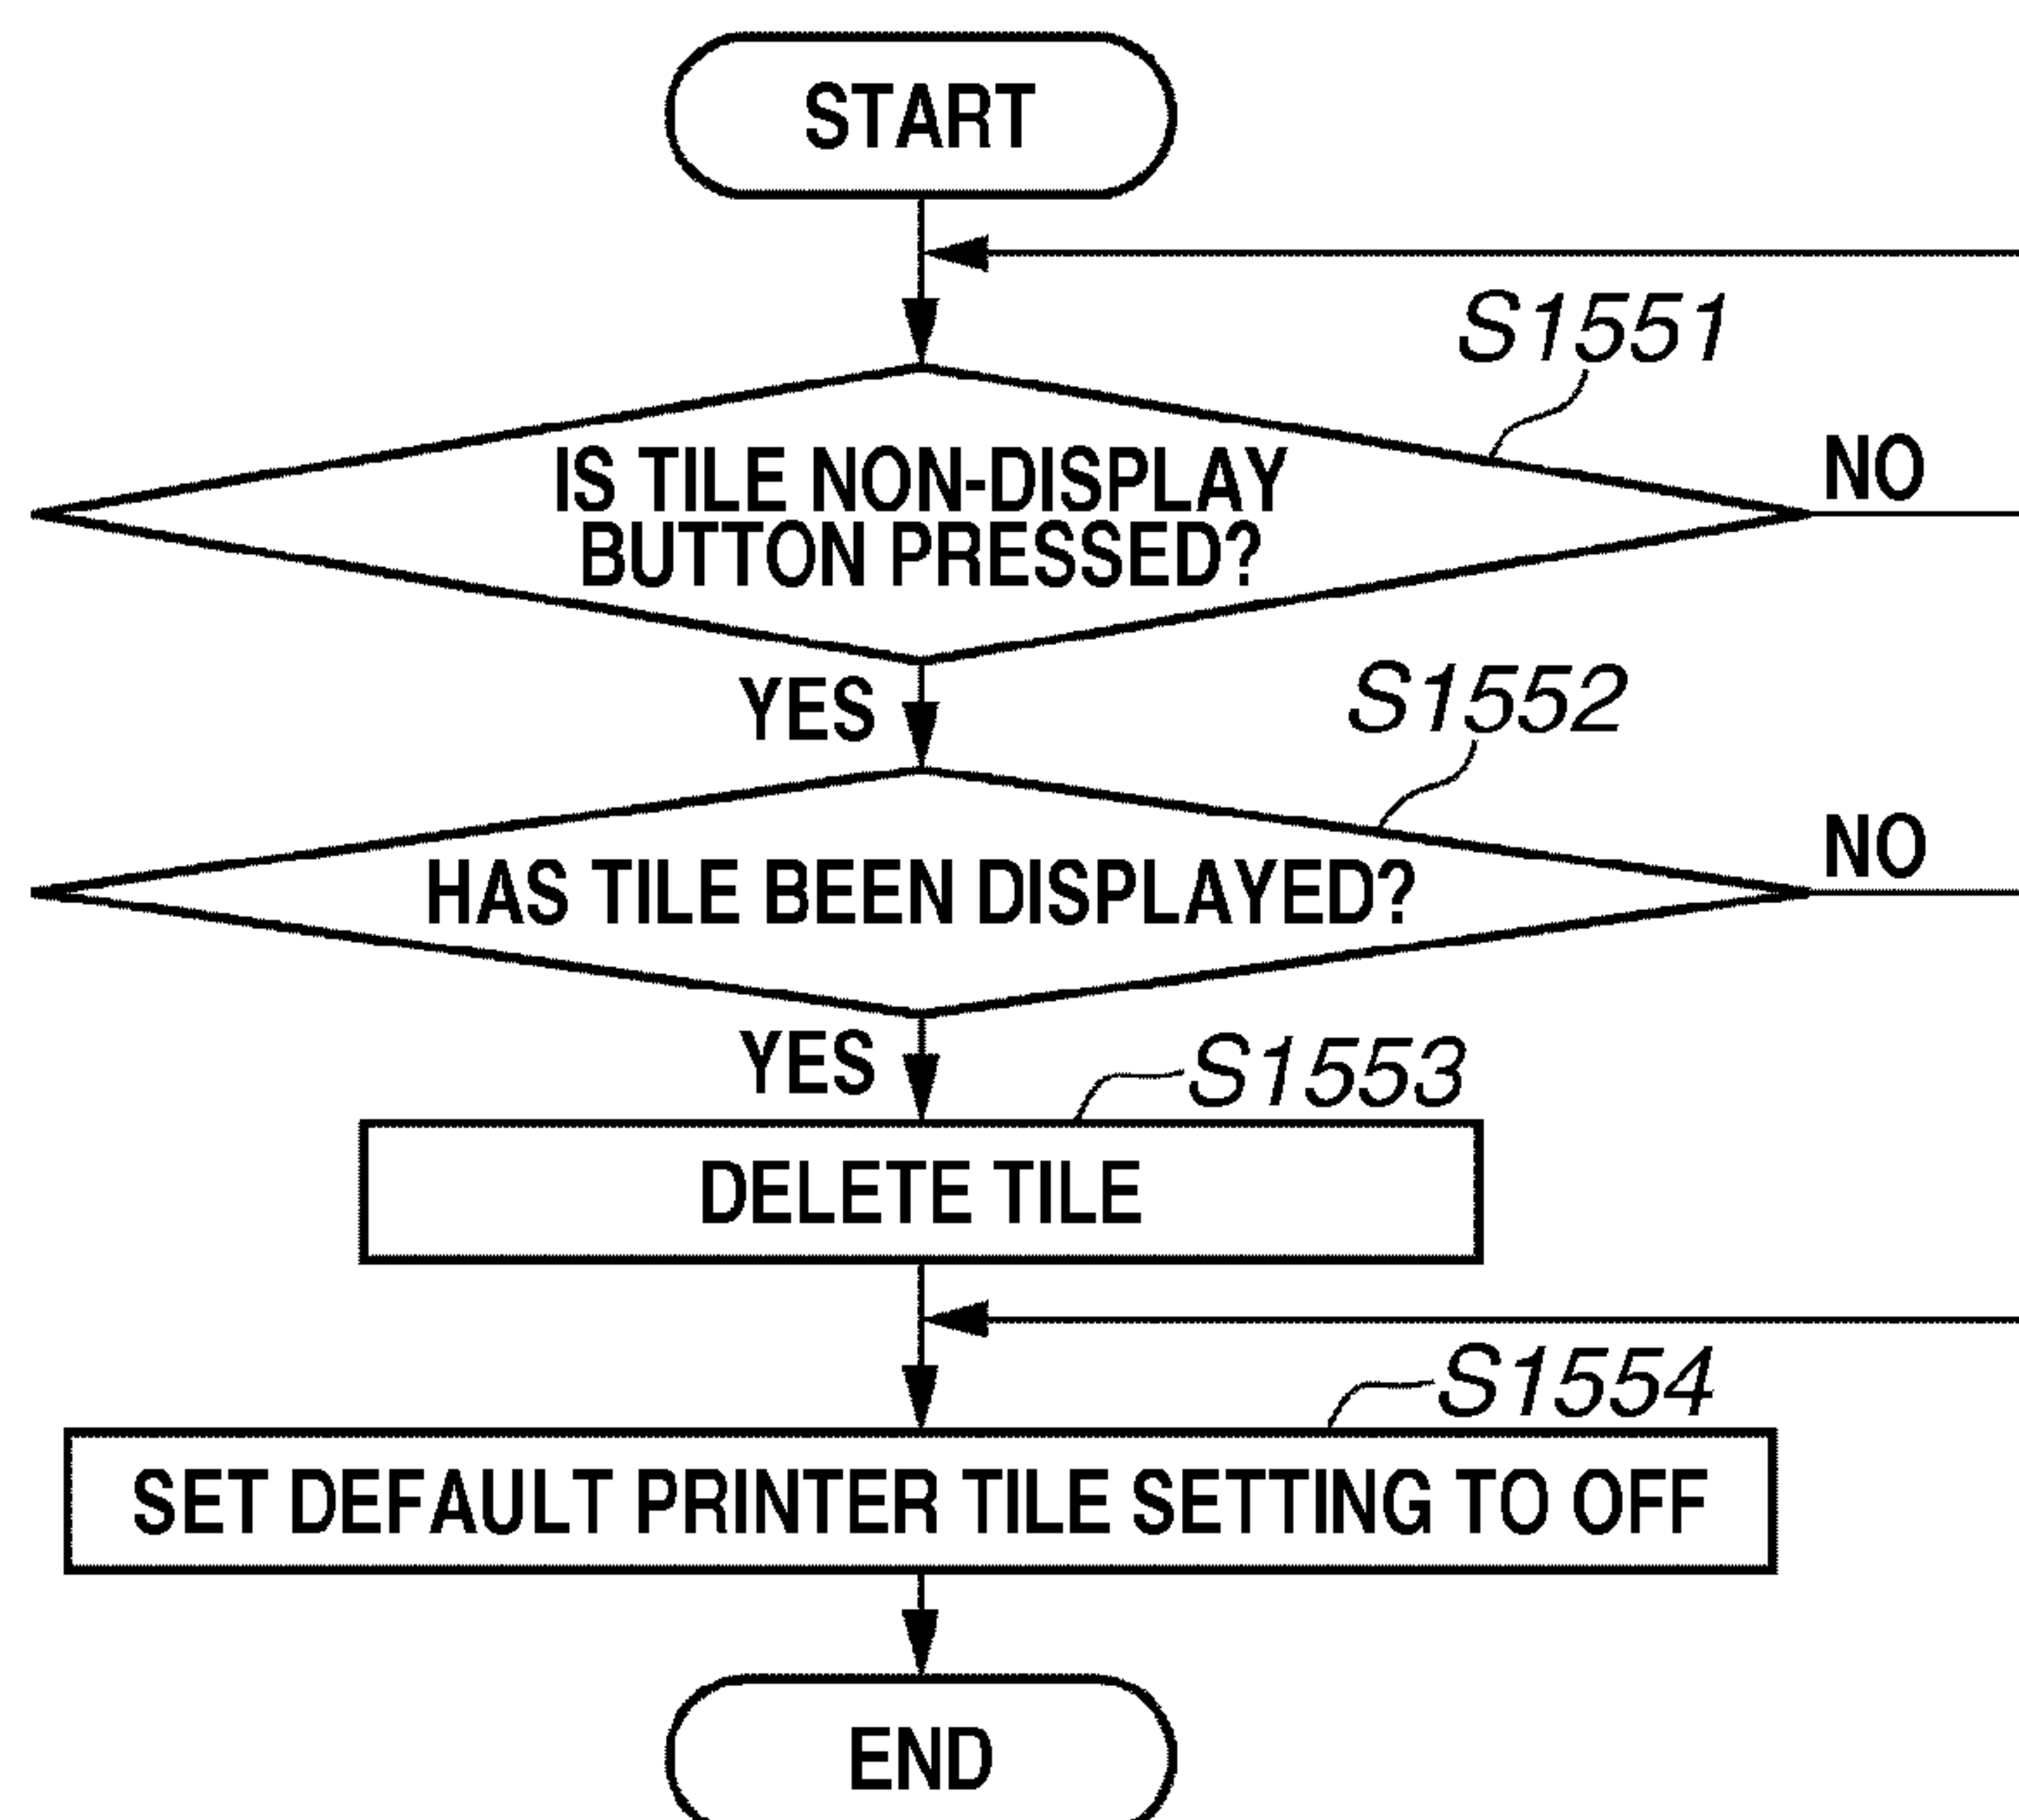 START
S1551
IS TILE NON-DISPLAY
BUTTON PRESSED?
NO
YES
S1552
HAS TILE BEEN DISPLAYED?
NO
YES
S1553
DELETE TILE
S1554
SET DEFAULT PRINTER TILE SETTING TO OFF
END